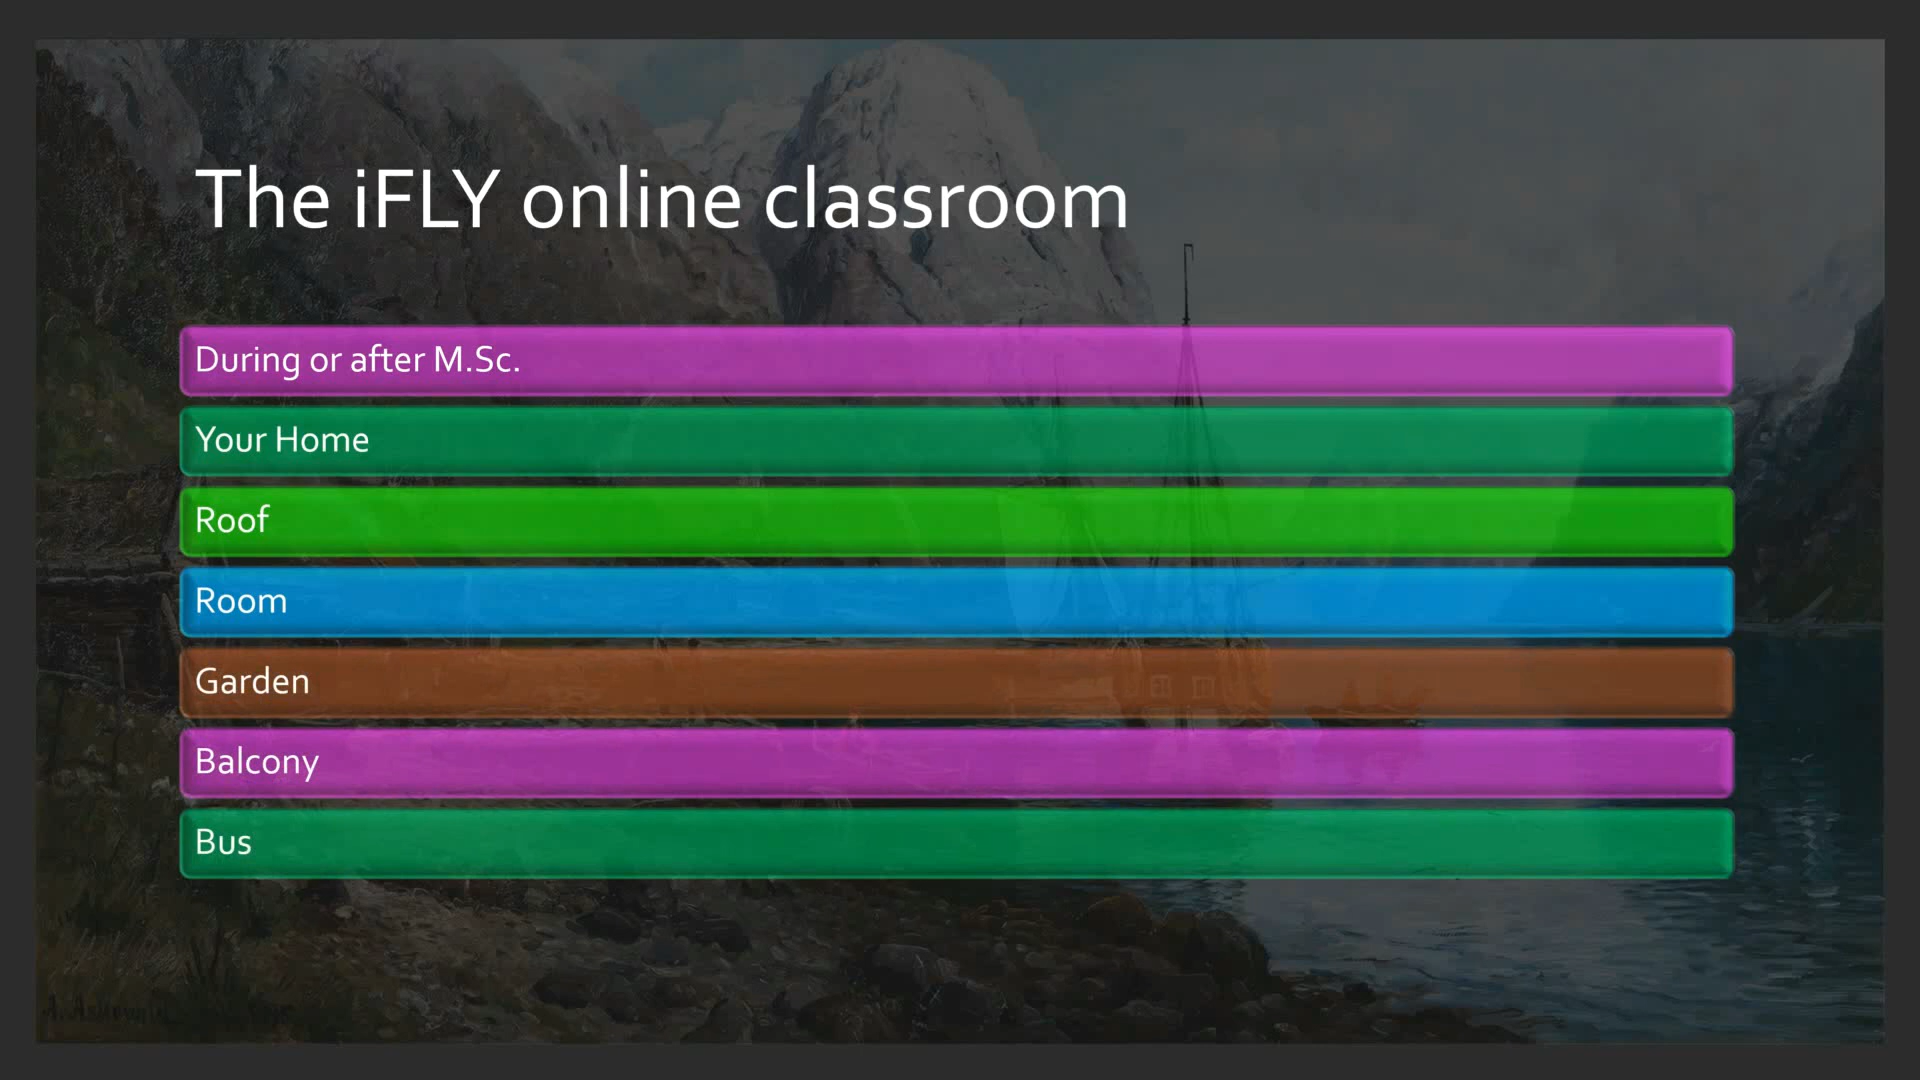 The iFLY online classroom
During or after M.Sc.
Your Home
Roof
Room
Garden
Balcony
Bus